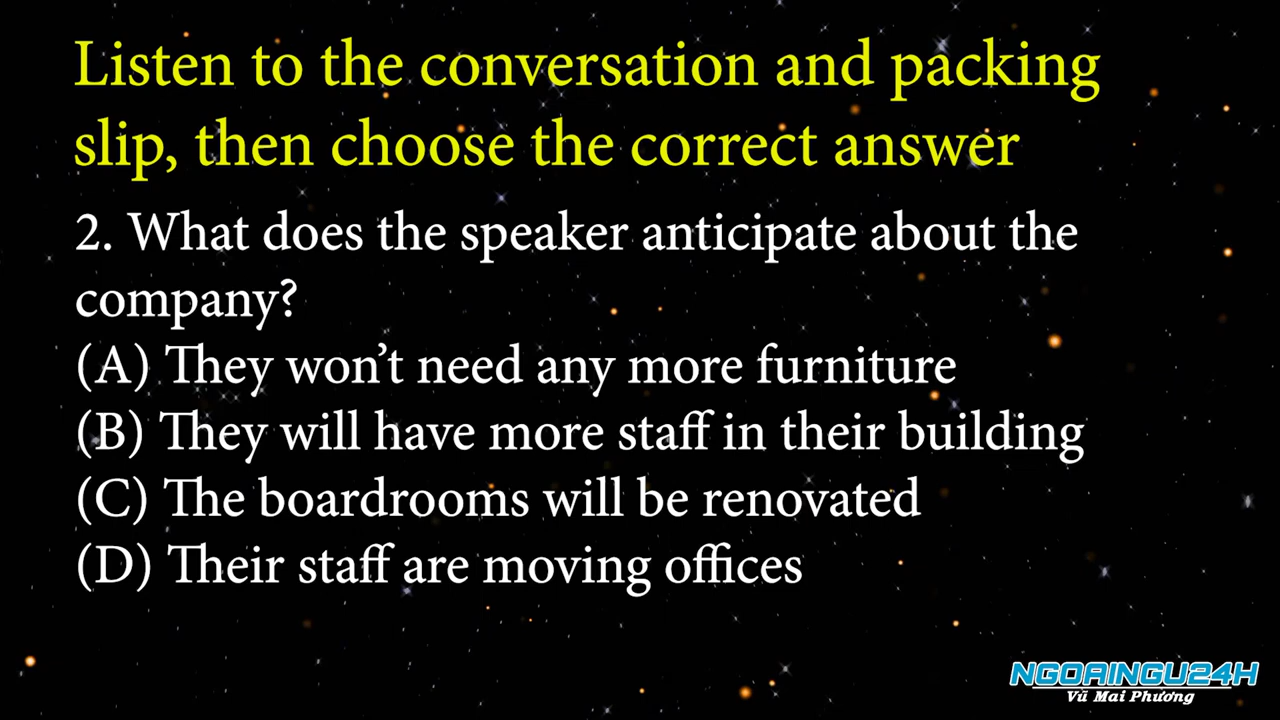 Listen to the conversation and packing
slip, then choose the correct answer
2. What does the speaker anticipate about the
company?
(A) They won’t need any more furniture
(B) They will have more staff in their building
(C) The boardrooms will be renovated
(D) Their staff are moving offices
NGOAINGU24H
Vũ Mai Phương